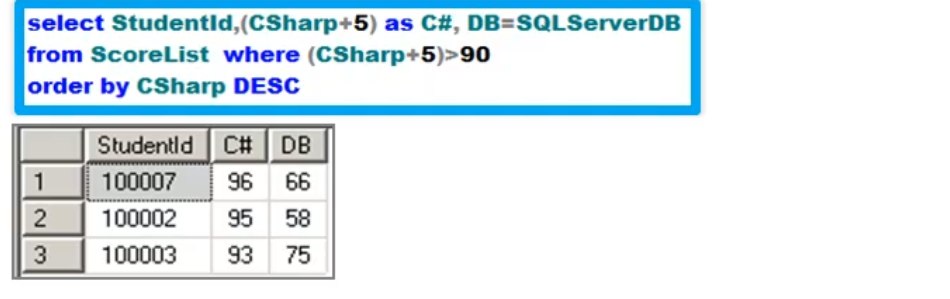 select StudentId,(CSharp+5) as C#, DB=SQLServerDB
from ScoreList  where (CSharp+5)>90
order by CSharp DESC
StudentId C# DB
1 100007 96 66
2 100002 95 58
3 100003 93 75